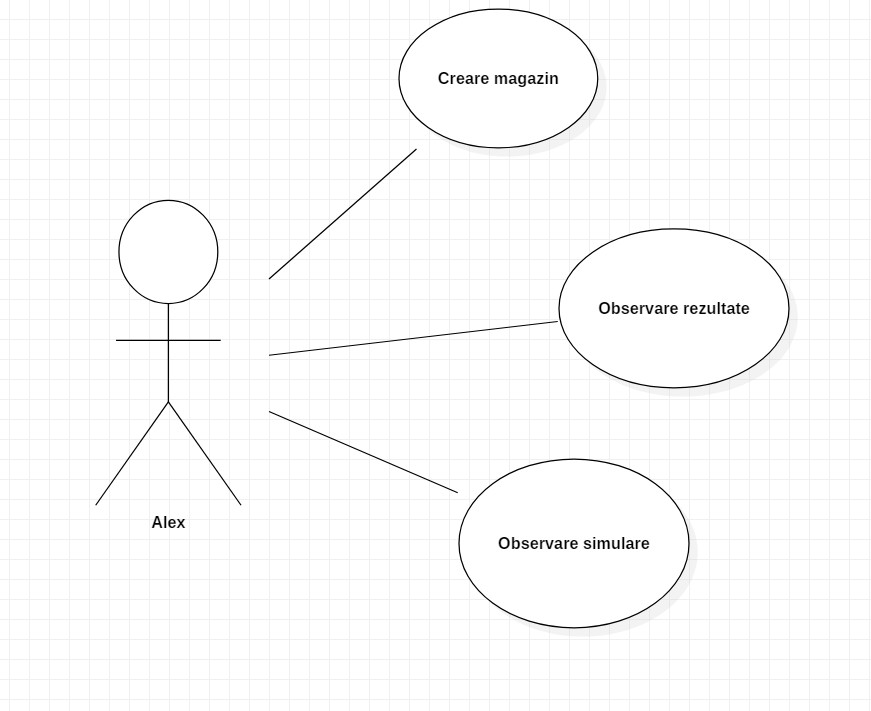 Creare magazin
Observare rezultate
Alex
Observare simulare